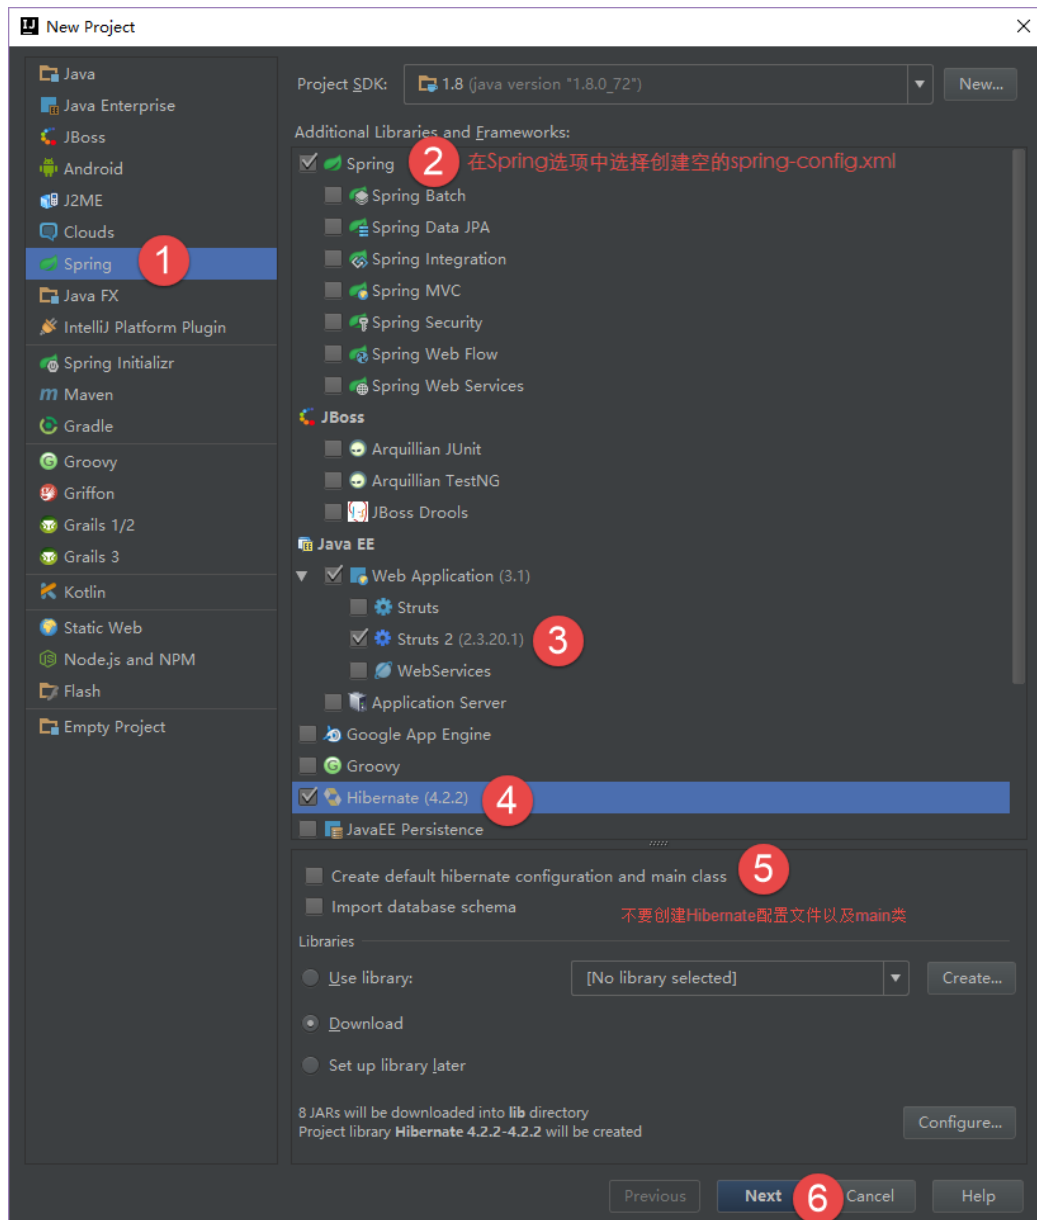 New Project
Java
Java Enterprise
JBoss
Android
J2ME
Clouds
Spring
1
Java FX
IntelliJ Platform Plugin
Spring Initializr
Maven
Gradle
Groovy
Griffon
Grails 1/2
Grails 3
Kotlin
Static Web
Node.js and NPM
Flash
Empty Project
Project SDK: 1.8 (java version "1.8.0_72") New...
Additional Libraries and Frameworks:
Spring 2 在Spring选项中选择创建空的spring-config.xml
Spring Batch
Spring Data JPA
Spring Integration
Spring MVC
Spring Security
Spring Web Flow
Spring Web Services
JBoss
Arquillian JUnit
Arquillian TestNG
JBoss Drools
Java EE
Web Application (3.1)
Struts
Struts 2 (2.3.20.1) 3
WebServices
Application Server
Google App Engine
Groovy
Hibernate (4.2.2) 4
JavaEE Persistence
Create default hibernate configuration and main class 5
Import database schema 不要创建Hibernate配置文件以及main类
Libraries
Use library: [No library selected] Create...
Download
Set up library later
8 JARs will be downloaded into lib directory
Project library Hibernate 4.2.2-4.2.2 will be created
Configure...
Previous Next 6 Cancel Help